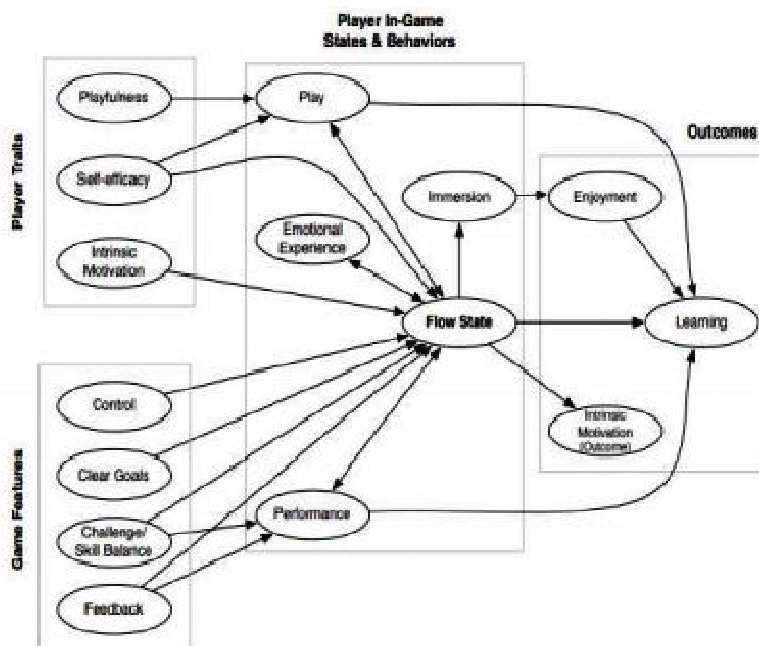 Player In-Game
States & Behaviors
Playfulness
Play
Outcomes
Self-efficacy
Immersion
Enjoyment
Player Traits
Emotional
Experience
Intrinsic
Motivation
Flow State
Learning
Control
Intrinsic
Motivation
(Outcome)
Clear Goals
Game Features
Performance
Challenge/
Skill Balance
Feedback